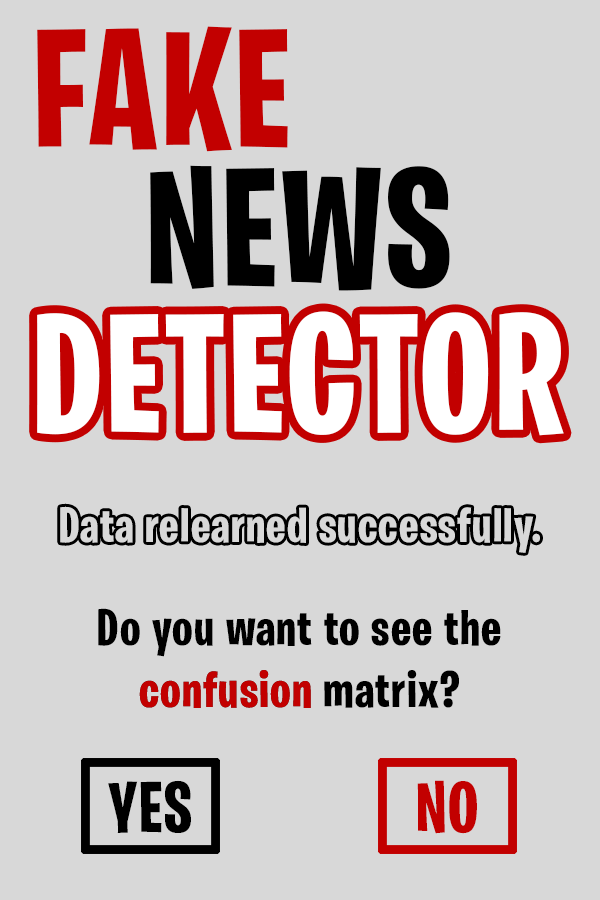 FAKE
NEWS
DETECTOR
Data relearned successfully.
Do you want to see the
confusion matrix?
YES
NO